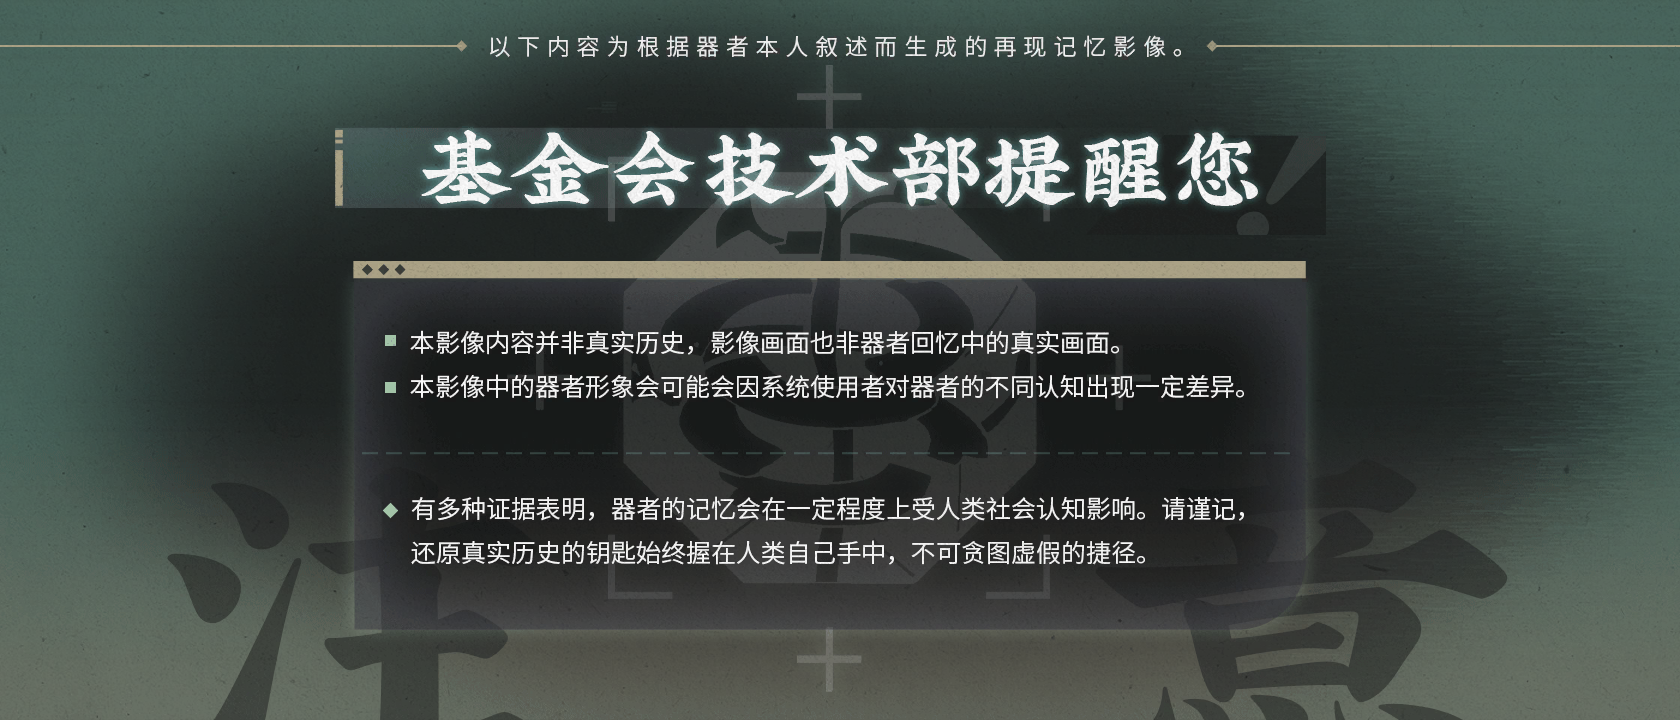 以下内容为根据器者本人叙述而生成的再现记忆影像。
基金会技术部提醒您
本影像内容并非真实历史，影像画面也非器者回忆中的真实画面。
本影像中的器者形象会可能会因系统使用者对器者的不同认知出现一定差异。
有多种证据表明，器者的记忆会在一定程度上受人类社会认知影响。请谨记，
还原真实历史的钥匙始终握在人类自己手中，不可贪图虚假的捷径。
注意